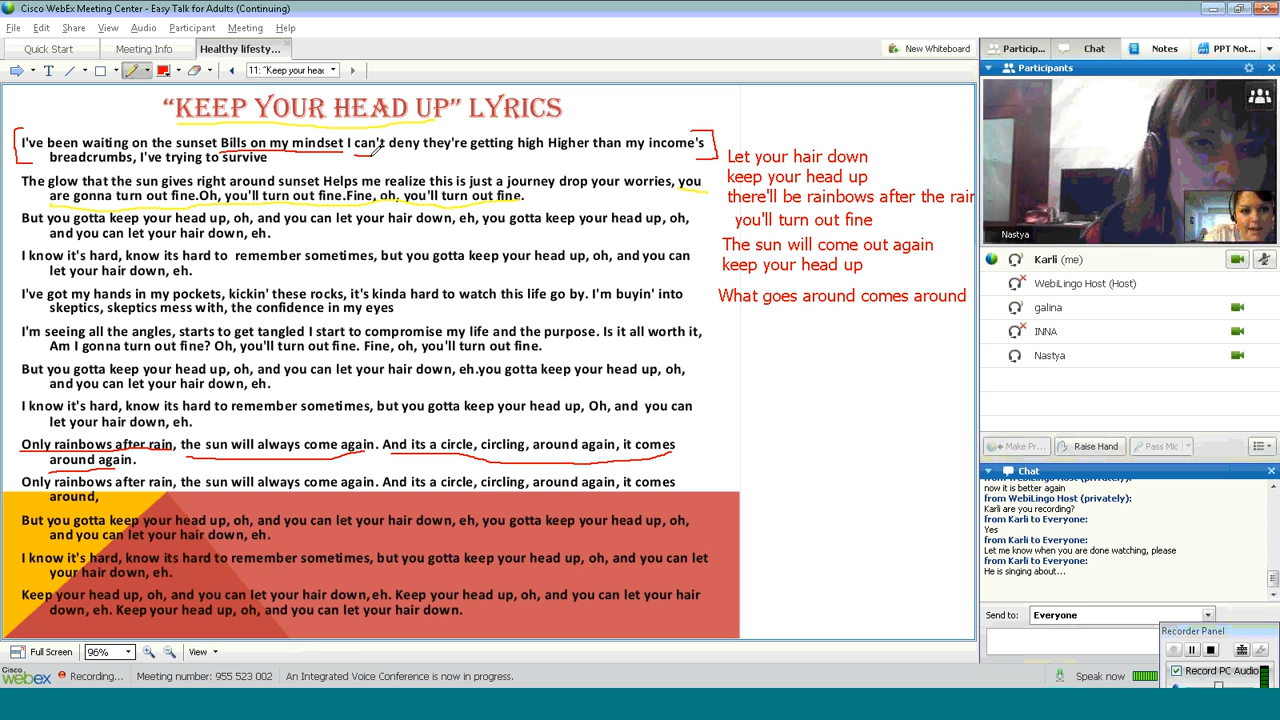 Cisco WebEx Meeting Center - Easy Talk for Adults (Continuing)
File Edit Share View Audio Participant Meeting Help
Quick Start Meeting Info Healthy lifesty... New Whiteboard
Particip... Chat Notes PPT Not...
T 11: "Keep your head
Participants
"KEEP YOUR HEAD UP" LYRICS
I've been waiting on the sunset Bills on my mindset I can't deny they're getting high Higher than my income's
breadcrumbs, I've trying to survive
The glow that the sun gives right around sunset Helps me realize this is just a journey drop your worries, you
are gonna turn out fine.Oh, you'll turn out fine.Fine, oh, you'll turn out fine.
But you gotta keep your head up, oh, and you can let your hair down, eh, you gotta keep your head up, oh,
and you can let your hair down, eh.
I know it's hard, know its hard to remember sometimes, but you gotta keep your head up, oh, and you can
let your hair down, eh.
I've got my hands in my pockets, kickin' these rocks, it's kinda hard to watch this life go by. I'm buyin' into
skeptics, skeptics mess with, the confidence in my eyes
I'm seeing all the angles, starts to get tangled I start to compromise my life and the purpose. Is it all worth it,
Am I gonna turn out fine? Oh, you'll turn out fine. Fine, oh, you'll turn out fine.
But you gotta keep your head up, oh, and you can let your hair down, eh.you gotta keep your head up, oh,
and you can let your hair down, eh.
I know it's hard, know its hard to remember sometimes, but you gotta keep your head up, Oh, and you can
let your hair down, eh.
Only rainbows after rain, the sun will always come again. And its a circle, circling, around again, it comes
around again.
Only rainbows after rain, the sun will always come again. And its a circle, circling, around again, it comes
around,
But you gotta keep your head up, oh, and you can let your hair down, eh, you gotta keep your head up, oh,
and you can let your hair down, eh.
I know it's hard, know its hard to remember sometimes, but you gotta keep your head up, oh, and you can let
your hair down, eh.
Keep your head up, oh, and you can let your hair down, eh. Keep your head up, oh, and you can let your hair
down, eh. Keep your head up, oh, and you can let your hair down.
Let your hair down
keep your head up
there'll be rainbows after the rain
you'll turn out fine
The sun will come out again
keep your head up
What goes around comes around
Nastya
Karli (me)
WebiLingo Host (Host)
galina
INNA
Nastya
Make Pr... Raise Hand Pass Mic
Chat
from WebiLingo Host (privately):
now it is better again
from WebiLingo Host (privately):
Karli are you recording?
from Karli to Everyone:
Yes
from Karli to Everyone:
Let me know when you are done watching, please
from Karli to Everyone:
He is singing about...
Send to: Everyone
Recorder Panel
Record PC Audio
Full Screen 96% View
Cisco webex Recording... Meeting number: 955 523 002 An Integrated Voice Conference is now in progress. Speak now